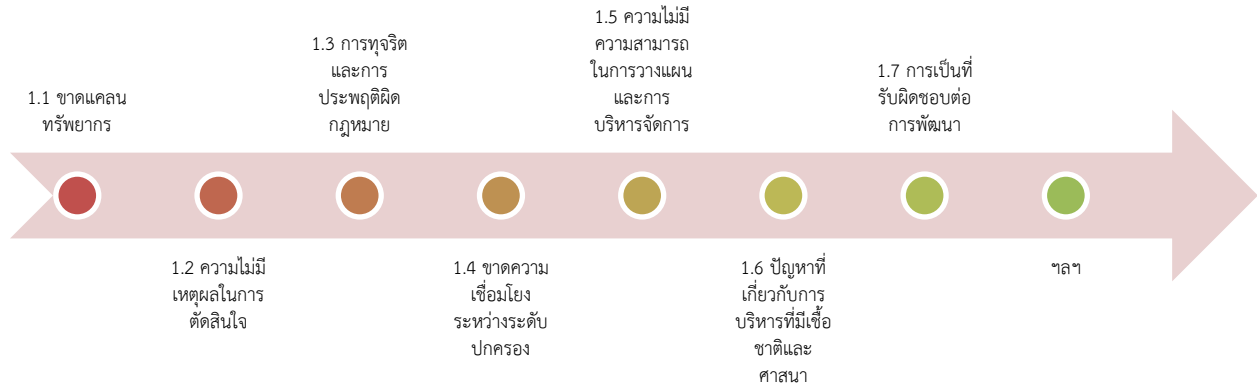 1.1 ขาดแคลน
ทรัพยากร
1.2 ความไม่มี
เหตุผลในการ
ตัดสินใจ
1.3 การทุจริต
และการ
ประพฤติผิด
กฎหมาย
1.4 ขาดความ
เชื่อมโยง
ระหว่างระดับ
ปกครอง
1.5 ความไม่มี
ความสามารถ
ในการวางแผน
และการ
บริหารจัดการ
1.6 ปัญหาที่
เกี่ยวกับการ
บริหารที่มีเชื้อ
ชาติและ
ศาสนา
1.7 การเป็นที่
รับผิดชอบต่อ
การพัฒนา
ฯลฯ